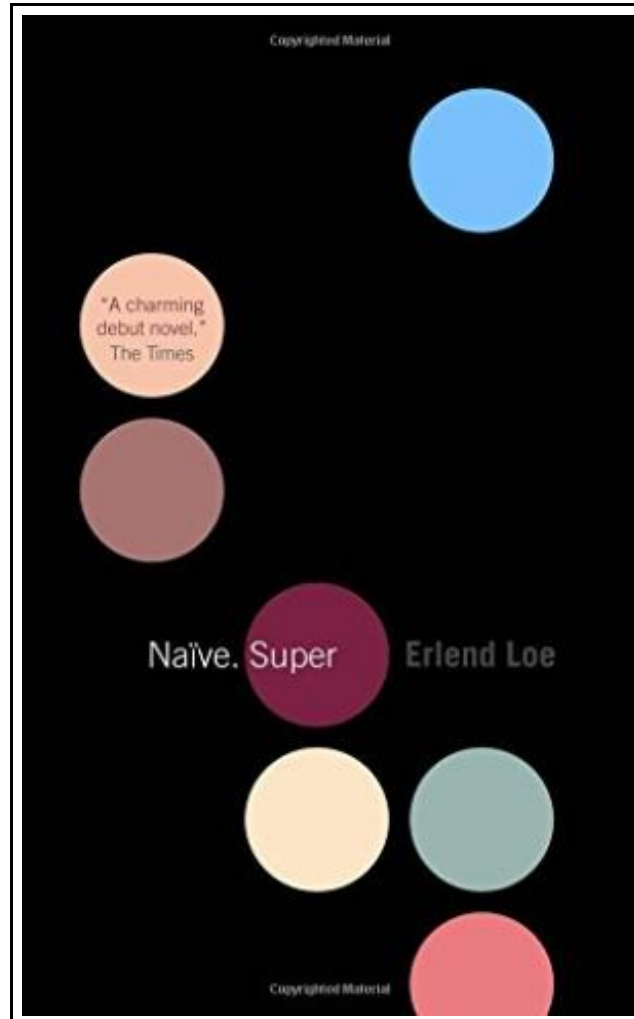 Copyrighted Material
"A charming
debut novel."
The Times
Naïve. Super Erlend Loe
Copyrighted Material